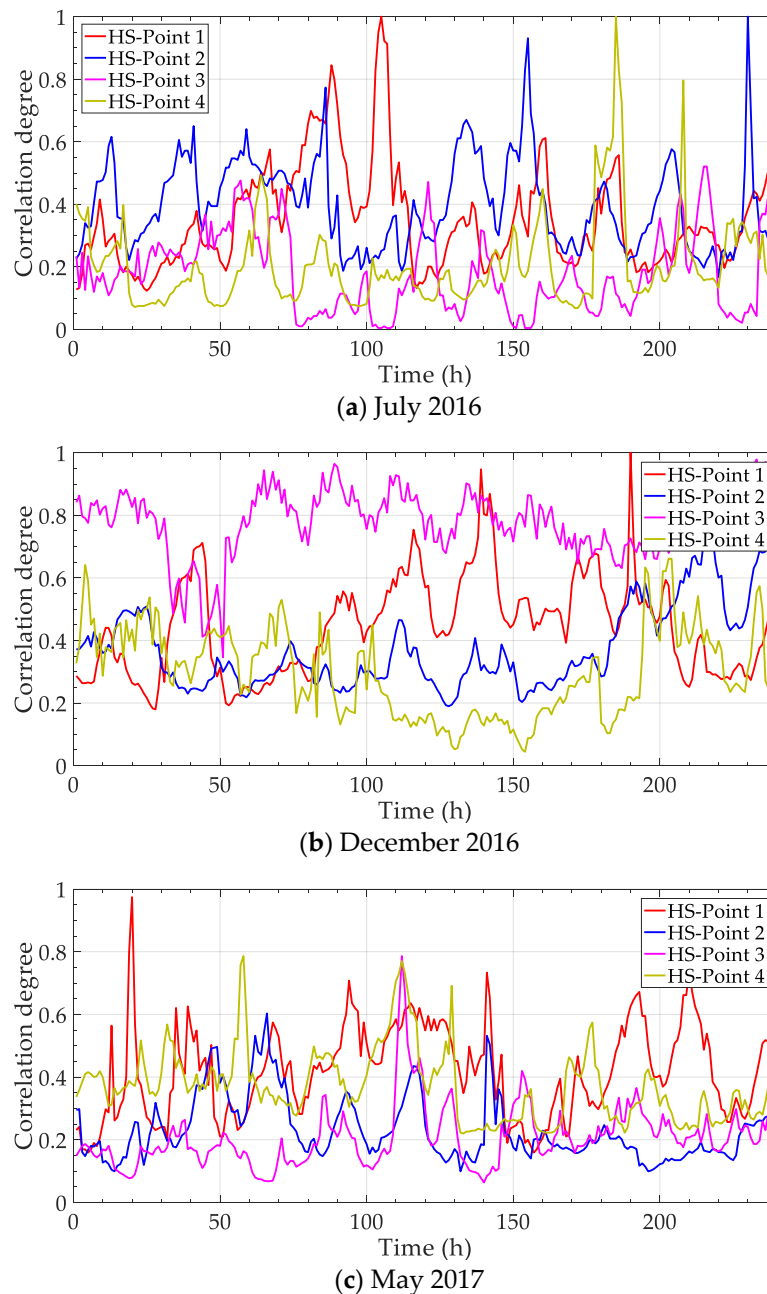 1
0.8
0.6
0.4
0.2
0
Correlation degree
HS-Point 1
HS-Point 2
HS-Point 3
HS-Point 4
0 50 100 150 200
Time (h)
(a) July 2016
1
0.8
0.6
0.4
0.2
0
Correlation degree
HS-Point 1
HS-Point 2
HS-Point 3
HS-Point 4
0 50 100 150 200
Time (h)
(b) December 2016
1
0.8
0.6
0.4
0.2
0
Correlation degree
HS-Point 1
HS-Point 2
HS-Point 3
HS-Point 4
0 50 100 150 200
Time (h)
(c) May 2017